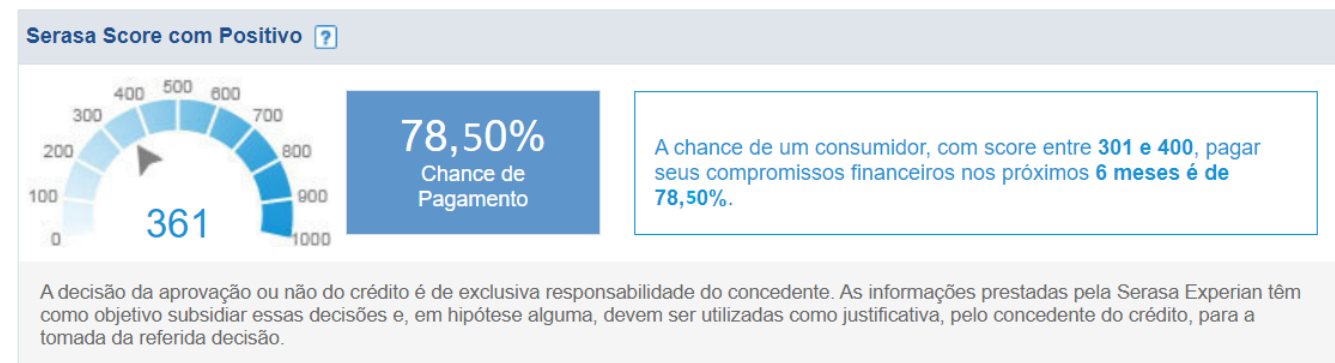 Serasa Score com Positivo ?
0
100
200
300
400
500
600
700
800
900
1000
361
78,50%
Chance de
Pagamento
A chance de um consumidor, com score entre 301 e 400, pagar
seus compromissos financeiros nos próximos 6 meses é de
78,50%.
A decisão da aprovação ou não do crédito é de exclusiva responsabilidade do concedente. As informações prestadas pela Serasa Experian têm
como objetivo subsidiar essas decisões e, em hipótese alguma, devem ser utilizadas como justificativa, pelo concedente do crédito, para a
tomada da referida decisão.